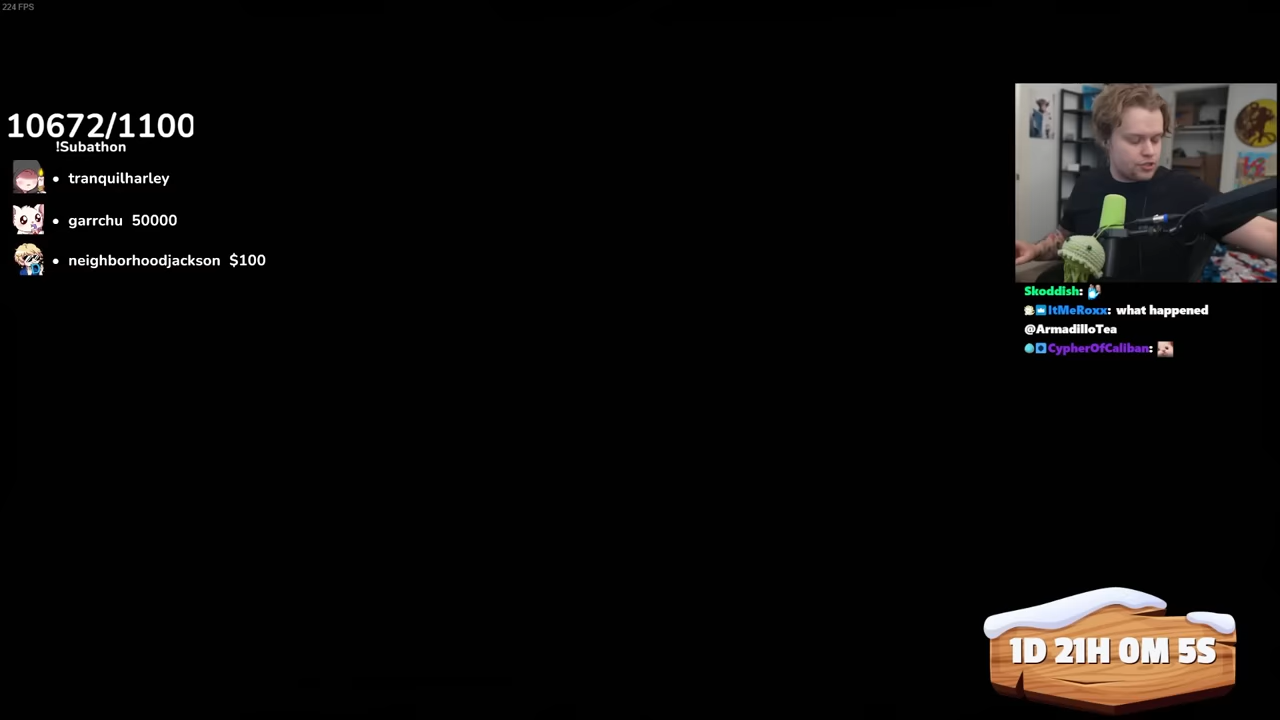 224 FPS
10672/1100
!Subathon
• tranquilharley
• garrchu 50000
• neighborhoodjackson $100
Skoddish:
ItMeRoxx: what happened
@ArmadilloTea
CypherOfCaliban:
1D 21H 0M 5S